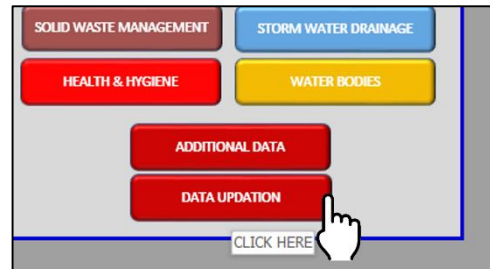 SOLID WASTE MANAGEMENT
STORM WATER DRAINAGE
HEALTH & HYGIENE
WATER BODIES
ADDITIONAL DATA
DATA UPDATION
CLICK HERE